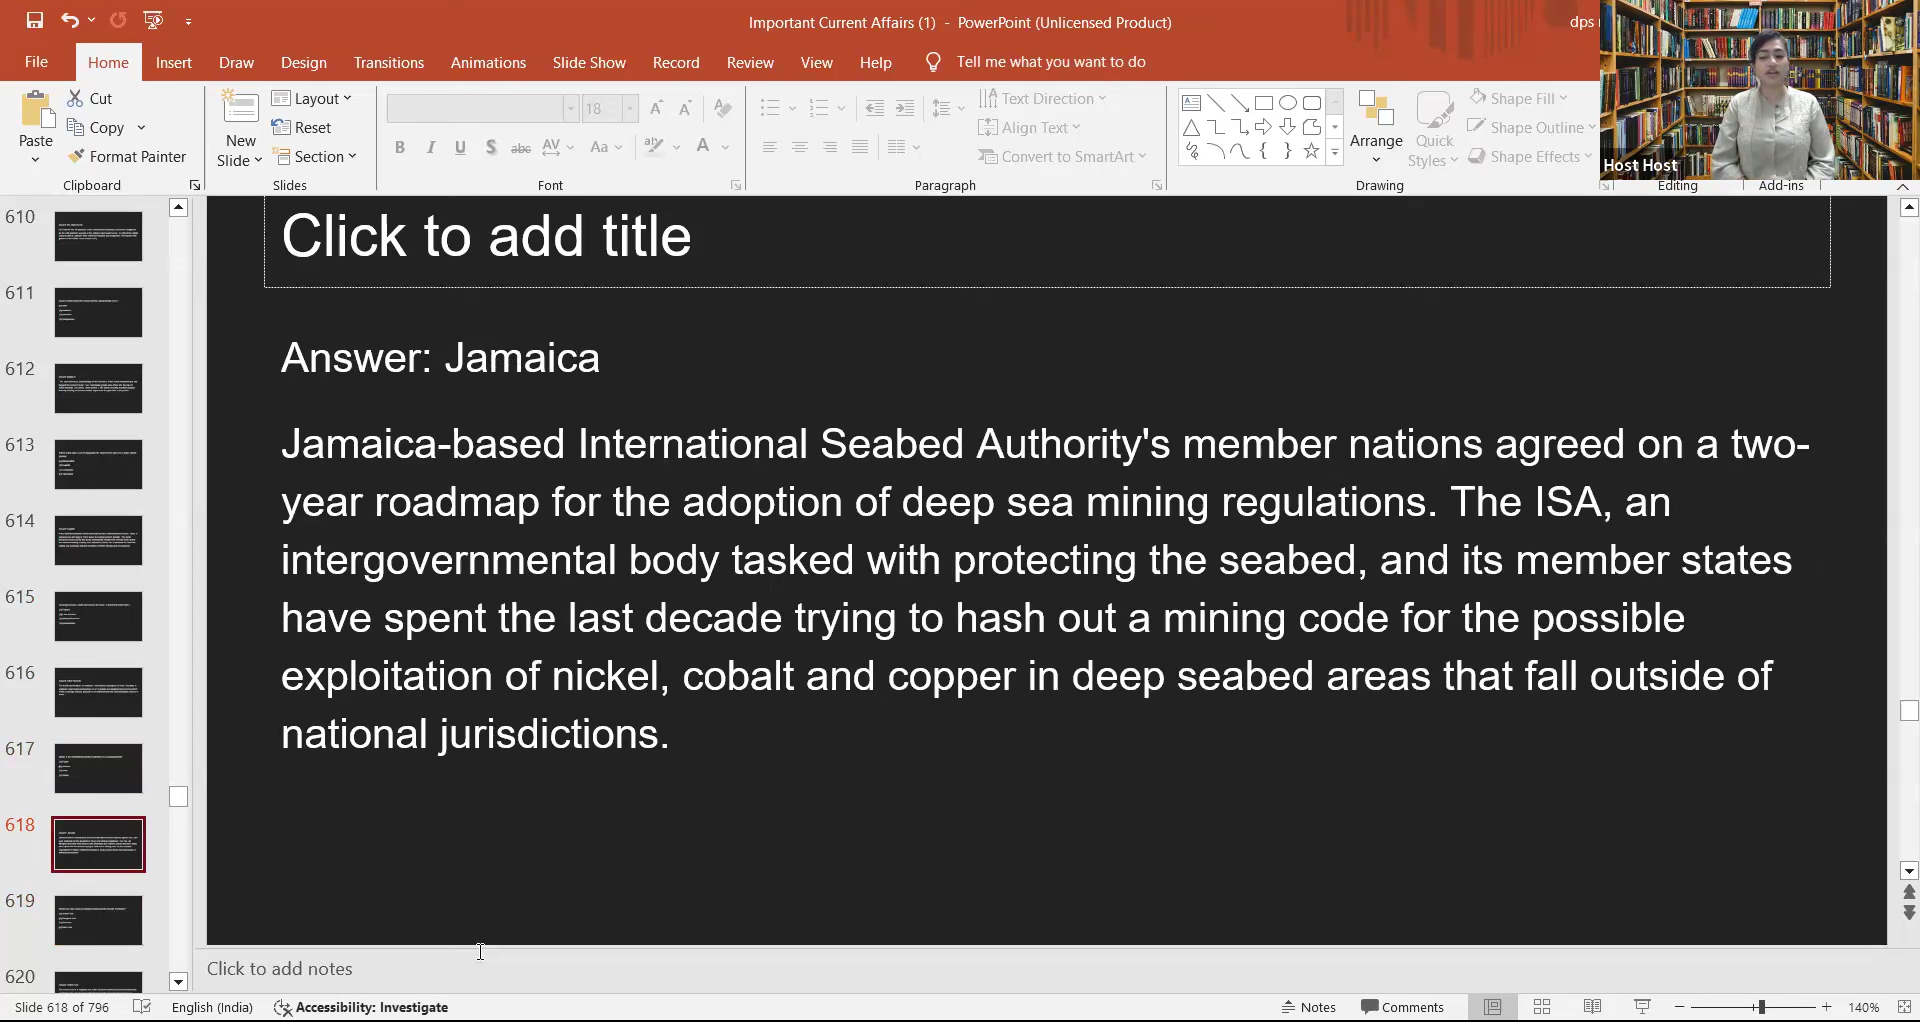 Important Current Affairs (1) - PowerPoint (Unlicensed Product)
dps
File Home Insert Draw Design Transitions Animations Slide Show Record Review View Help Tell me what you want to do
Paste
Cut
Copy
Format Painter
Clipboard
New Slide
Layout
Reset
Section
Slides
18
Font
Text Direction
Align Text
Convert to SmartArt
Paragraph
Arrange
Quick Styles
Shape Fill
Shape Outline
Shape Effects
Drawing
Editing
Add-ins
Host Host
610
611
612
613
614
615
616
617
618
619
620
Click to add title
Answer: Jamaica
Jamaica-based International Seabed Authority's member nations agreed on a two-
year roadmap for the adoption of deep sea mining regulations. The ISA, an
intergovernmental body tasked with protecting the seabed, and its member states
have spent the last decade trying to hash out a mining code for the possible
exploitation of nickel, cobalt and copper in deep seabed areas that fall outside of
national jurisdictions.
Click to add notes
Slide 618 of 796 English (India) Accessibility: Investigate Notes Comments 140%